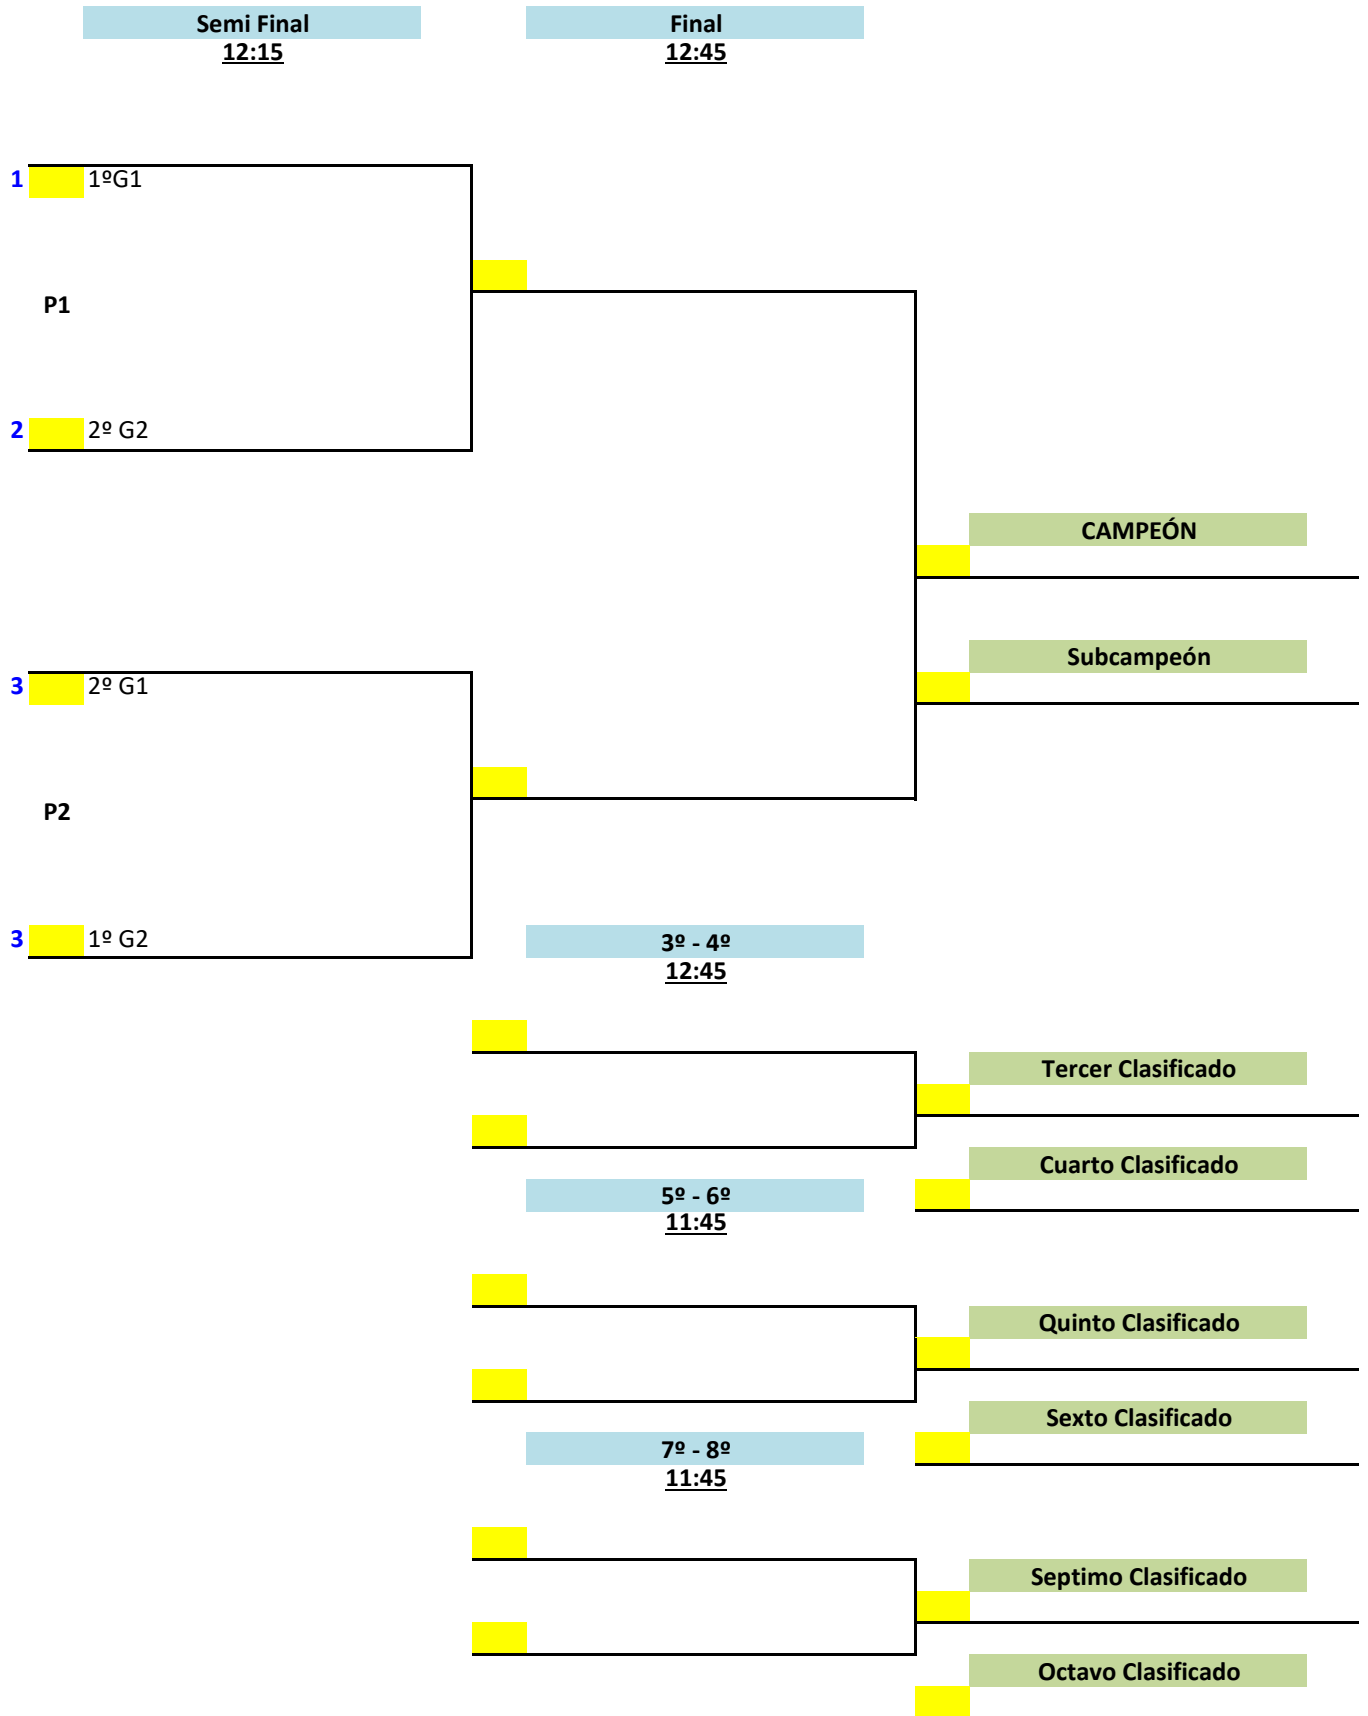 Semi Final
Final
12:15
12:45
1 1ºG1
P1
2 2º G2
CAMPEÓN
Subcampeón
3 2º G1
P2
3 1º G2
3º - 4º
12:45
Tercer Clasificado
Cuarto Clasificado
5º - 6º
11:45
Quinto Clasificado
Sexto Clasificado
7º - 8º
11:45
Septimo Clasificado
Octavo Clasificado